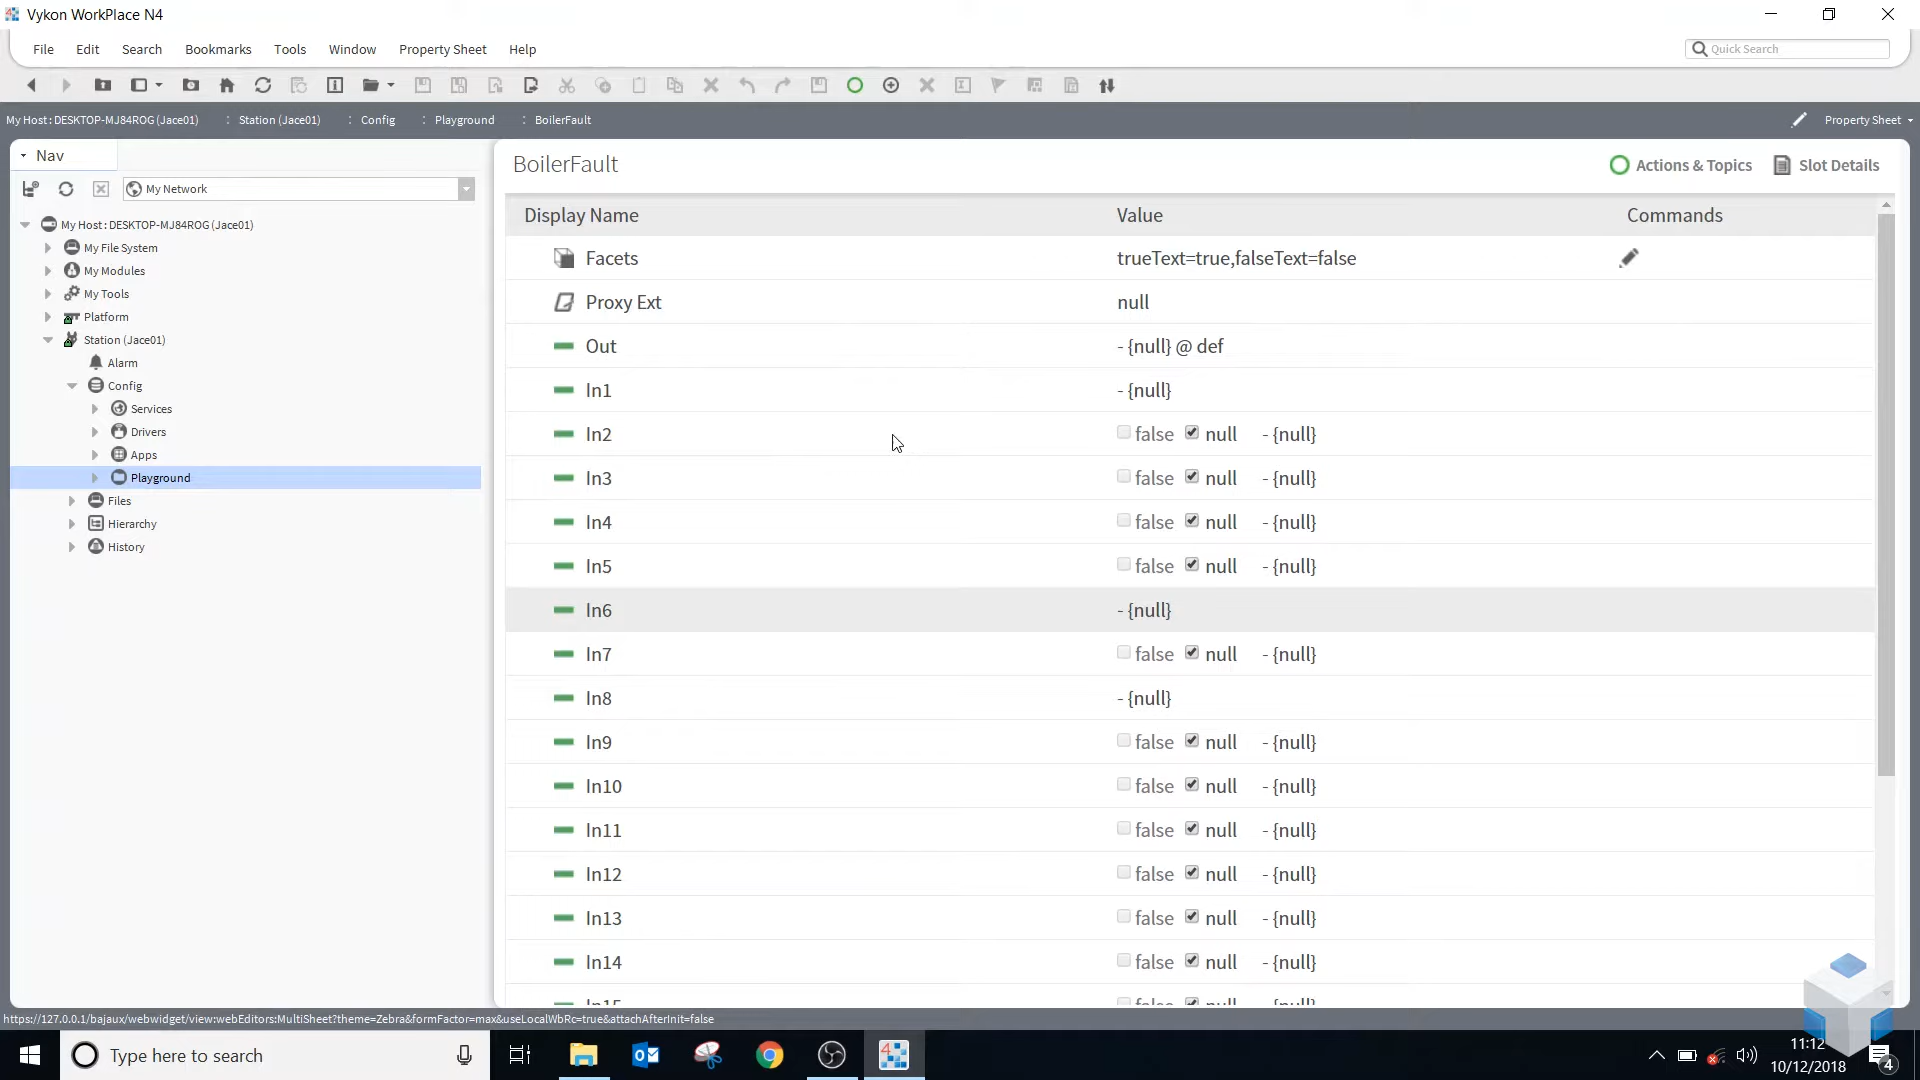 Vykon WorkPlace N4
File Edit Search Bookmarks Tools Window Property Sheet Help
Quick Search
My Host : DESKTOP-MJ84ROG (Jace01) : Station (Jace01) : Config : Playground : BoilerFault
Property Sheet
Nav
My Network
My Host : DESKTOP-MJ84ROG (Jace01)
My File System
My Modules
My Tools
Platform
Station (Jace01)
Alarm
Config
Services
Drivers
Apps
Playground
Files
Hierarchy
History
BoilerFault
Actions & Topics Slot Details
Display Name Value Commands
Facets trueText=true,falseText=false
Proxy Ext null
Out - {null} @ def
In1 - {null}
In2 false null - {null}
In3 false null - {null}
In4 false null - {null}
In5 false null - {null}
In6 - {null}
In7 false null - {null}
In8 - {null}
In9 false null - {null}
In10 false null - {null}
In11 false null - {null}
In12 false null - {null}
In13 false null - {null}
In14 false null - {null}
In15 false null - {null}
https://127.0.0.1/bajaux/webwidget/view:webEditors:MultiSheet?theme=Zebra&formFactor=max&useLocalWbRc=true&attachAfterInit=false
Type here to search
11:12
10/12/2018
4